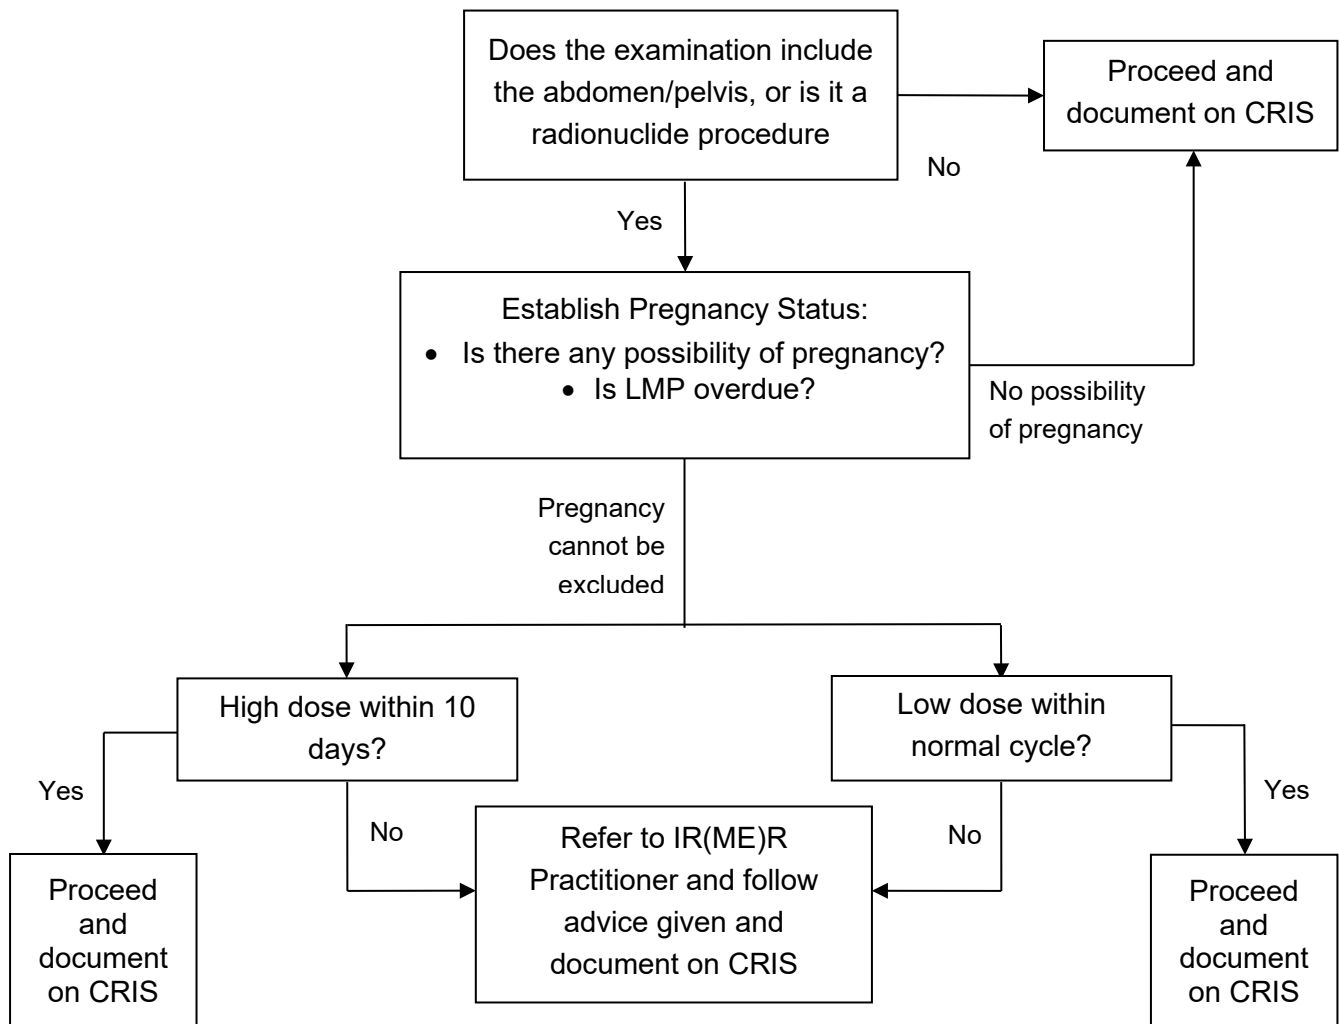 Does the examination include
the abdomen/pelvis, or is it a
radionuclide procedure
Proceed and
document on CRIS
No
Yes
Establish Pregnancy Status:
• Is there any possibility of pregnancy?
• Is LMP overdue?
No possibility
of pregnancy
Pregnancy
cannot be
excluded
High dose within 10
days?
Low dose within
normal cycle?
Yes
No
No
Yes
Refer to IR(ME)R
Practitioner and follow
advice given and
document on CRIS
Proceed
and
document
on CRIS
Proceed
and
document
on CRIS